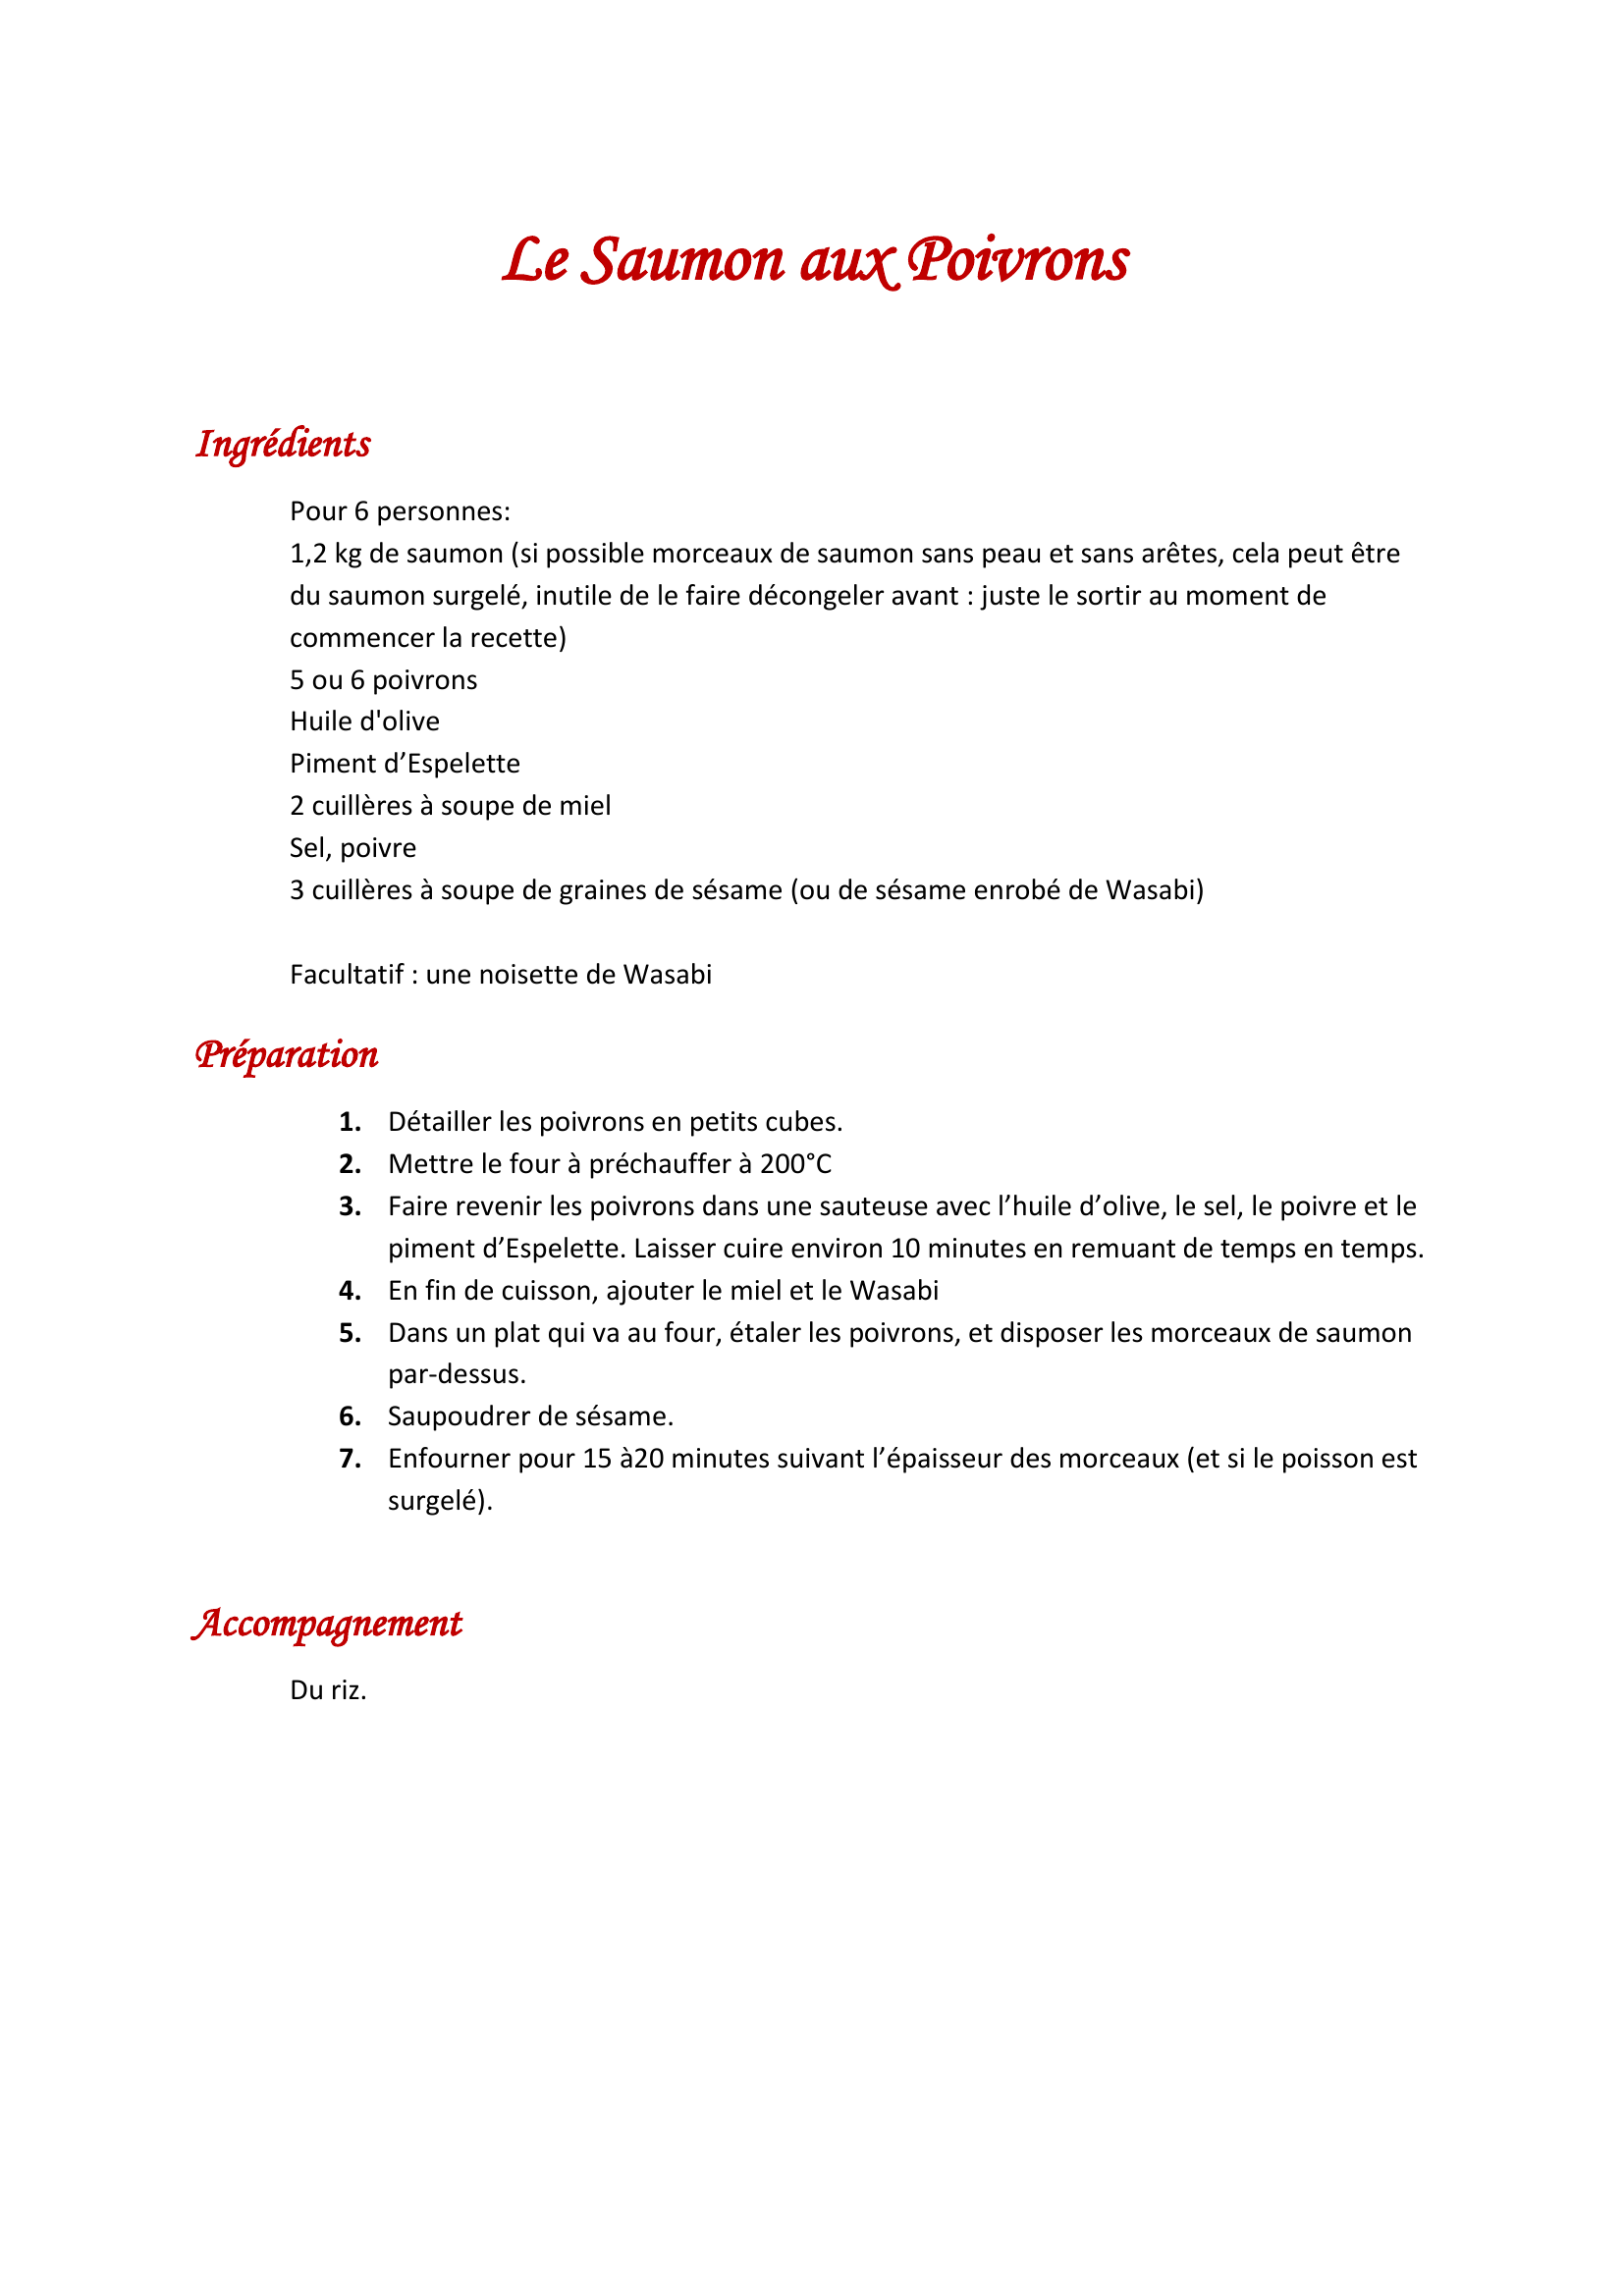 Le Saumon aux Poivrons
Ingrédients
Pour 6 personnes:
1,2 kg de saumon (si possible morceaux de saumon sans peau et sans arêtes, cela peut être
du saumon surgelé, inutile de le faire décongeler avant : juste le sortir au moment de
commencer la recette)
5 ou 6 poivrons
Huile d'olive
Piment d’Espelette
2 cuillères à soupe de miel
Sel, poivre
3 cuillères à soupe de graines de sésame (ou de sésame enrobé de Wasabi)
Facultatif : une noisette de Wasabi
Préparation
1. Détailler les poivrons en petits cubes.
2. Mettre le four à préchauffer à 200°C
3. Faire revenir les poivrons dans une sauteuse avec l’huile d’olive, le sel, le poivre et le
piment d’Espelette. Laisser cuire environ 10 minutes en remuant de temps en temps.
4. En fin de cuisson, ajouter le miel et le Wasabi
5. Dans un plat qui va au four, étaler les poivrons, et disposer les morceaux de saumon
par-dessus.
6. Saupoudrer de sésame.
7. Enfourner pour 15 à20 minutes suivant l’épaisseur des morceaux (et si le poisson est
surgelé).
Accompagnement
Du riz.